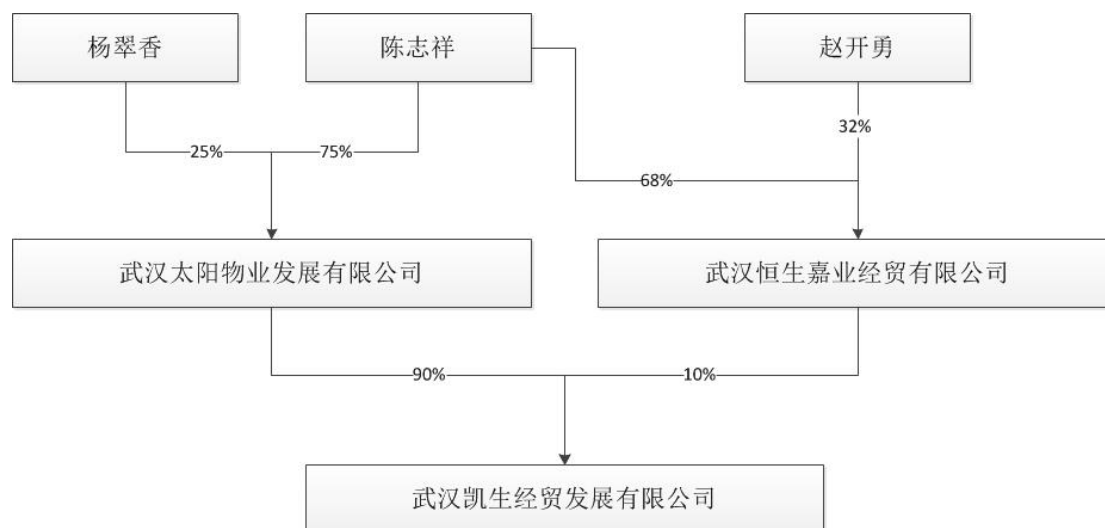 杨翠香
陈志祥
赵开勇
32%
25%
75%
68%
武汉太阳物业发展有限公司
武汉恒生嘉业经贸有限公司
90%
10%
武汉凯生经贸发展有限公司